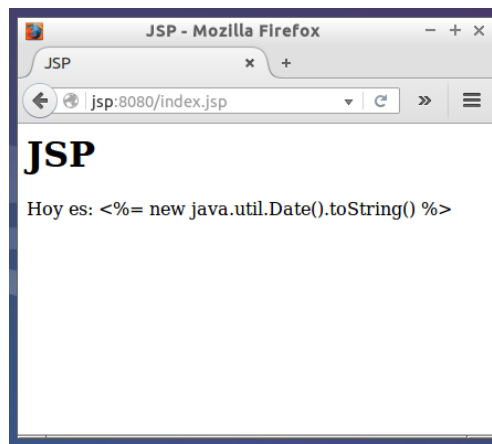 JSP - Mozilla Firefox
JSP
jsp:8080/index.jsp
JSP
Hoy es: <%= new java.util.Date().toString() %>